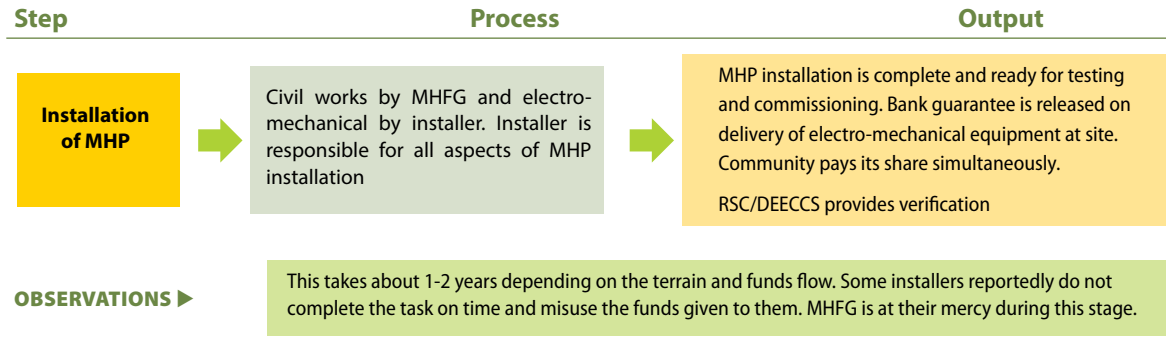 Step Process Output
Installation
of MHP
Civil works by MHFG and electro-
mechanical by installer. Installer is
responsible for all aspects of MHP
installation
MHP installation is complete and ready for testing
and commissioning. Bank guarantee is released on
delivery of electro-mechanical equipment at site.
Community pays its share simultaneously.
RSC/DEECCS provides verification
OBSERVATIONS ▶
This takes about 1-2 years depending on the terrain and funds flow. Some installers reportedly do not
complete the task on time and misuse the funds given to them. MHFG is at their mercy during this stage.